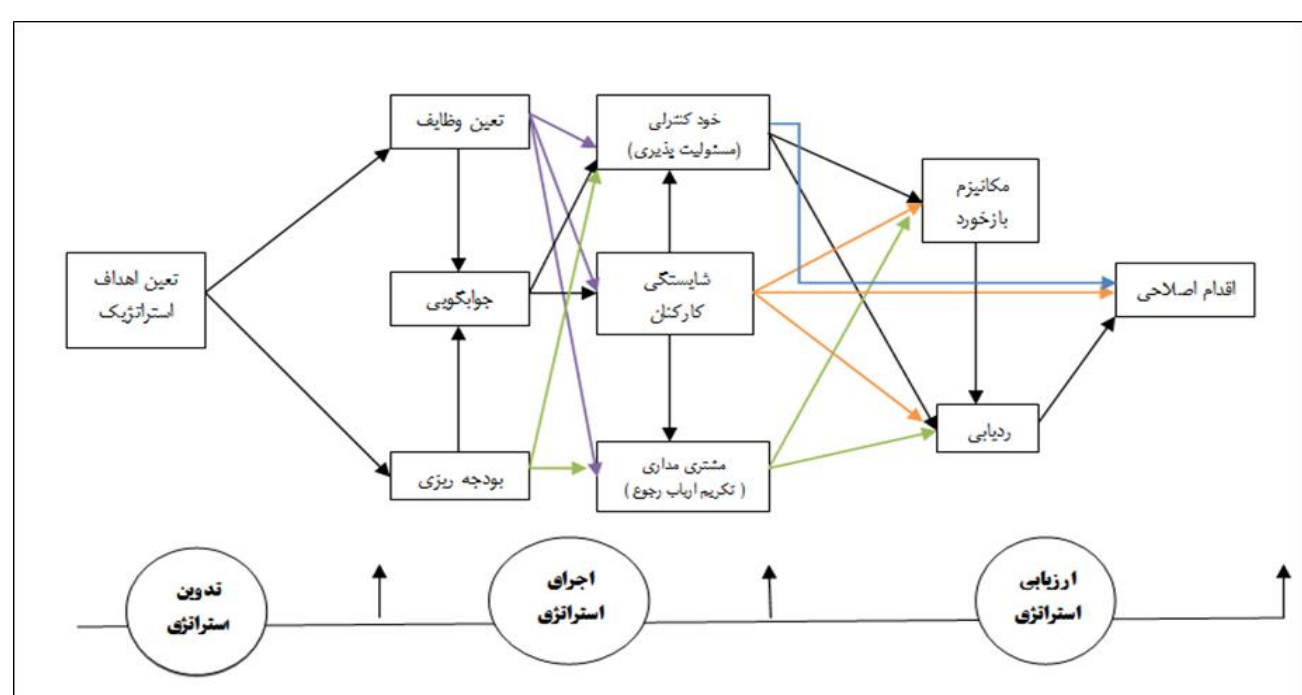 تعین اهداف
استراتژیک
تعین وظایف
جوابگویی
بودجه ریزی
خود کنترلی
(مسئولیت پذیری)
شایستگی
کارکنان
مشتری مداری
( تکریم ارباب رجوع )
مکانیزم
بازخورد
ردیابی
اقدام اصلاحی
تدوین
ستراتژی
اجرای
استراتژی
ارزیابی
استراتژی